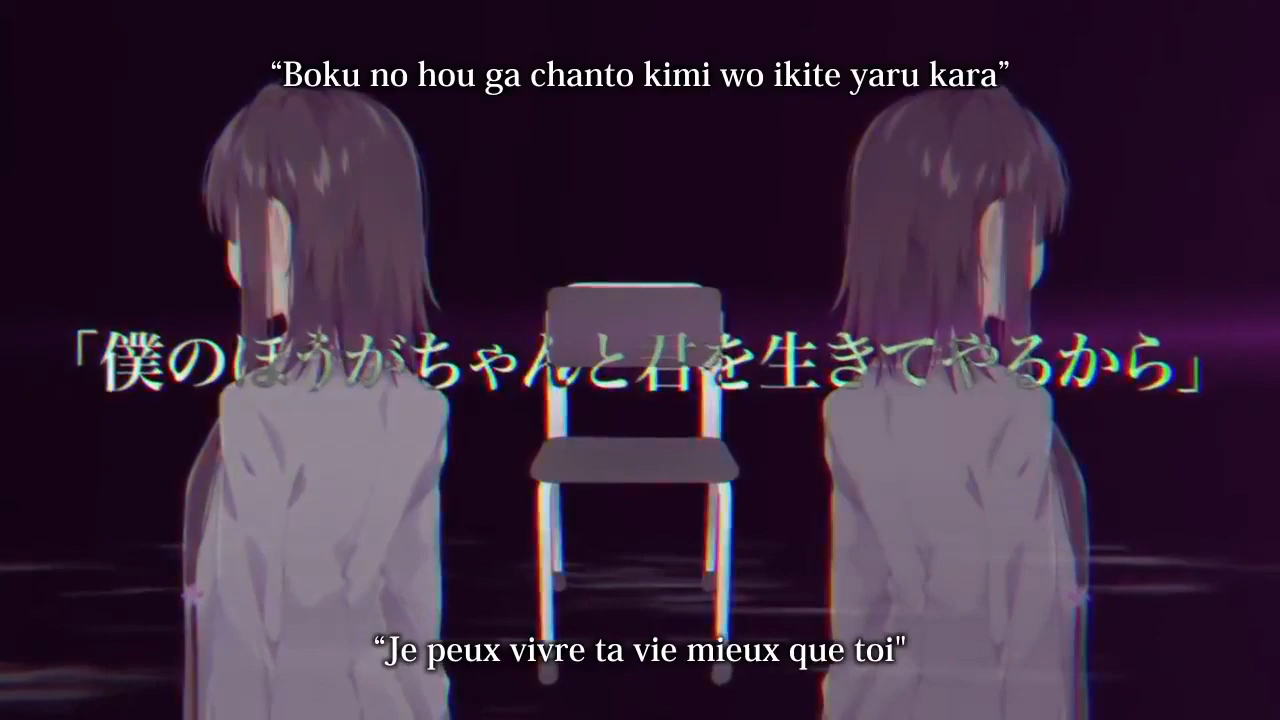 “Boku no hou ga chanto kimi wo ikite yaru kara”
「僕のほうがちゃんと君を生きてやるから」
“Je peux vivre ta vie mieux que toi"